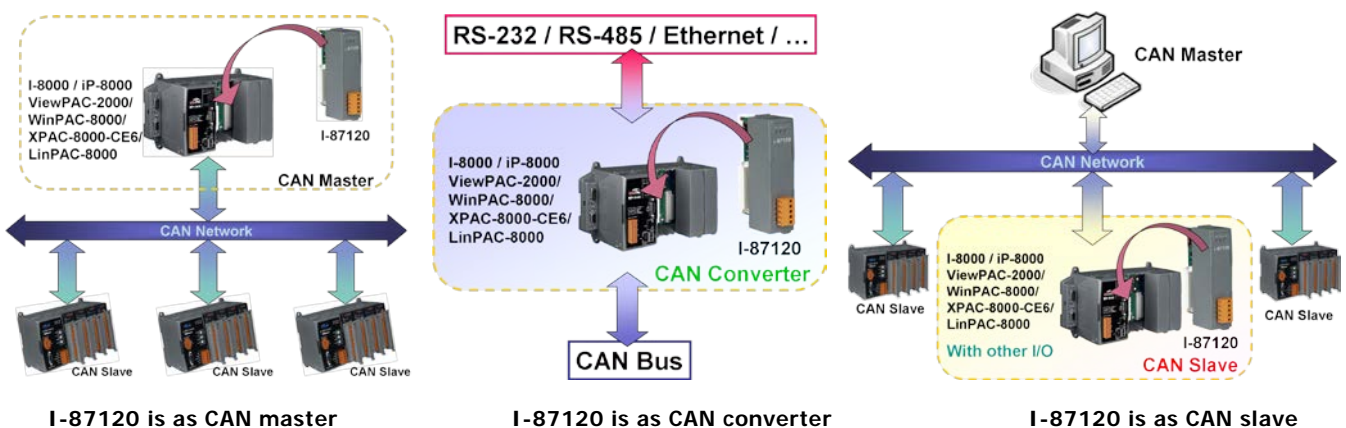 I-8000 / iP-8000
ViewPAC-2000/
WinPAC-8000/
XPAC-8000-CE6/
LinPAC-8000
I-87120
CAN Master
CAN Network
CAN Slave
CAN Slave
CAN Slave
I-87120 is as CAN master
RS-232 / RS-485 / Ethernet / ...
I-8000 / iP-8000
ViewPAC-2000/
WinPAC-8000/
XPAC-8000-CE6/
LinPAC-8000
I-87120
CAN Converter
CAN Bus
I-87120 is as CAN converter
CAN Master
CAN Network
CAN Slave
I-8000 / iP-8000
ViewPAC-2000/
WinPAC-8000/
XPAC-8000-CE6/
LinPAC-8000
With other I/O
I-87120
CAN Slave
CAN Slave
I-87120 is as CAN slave